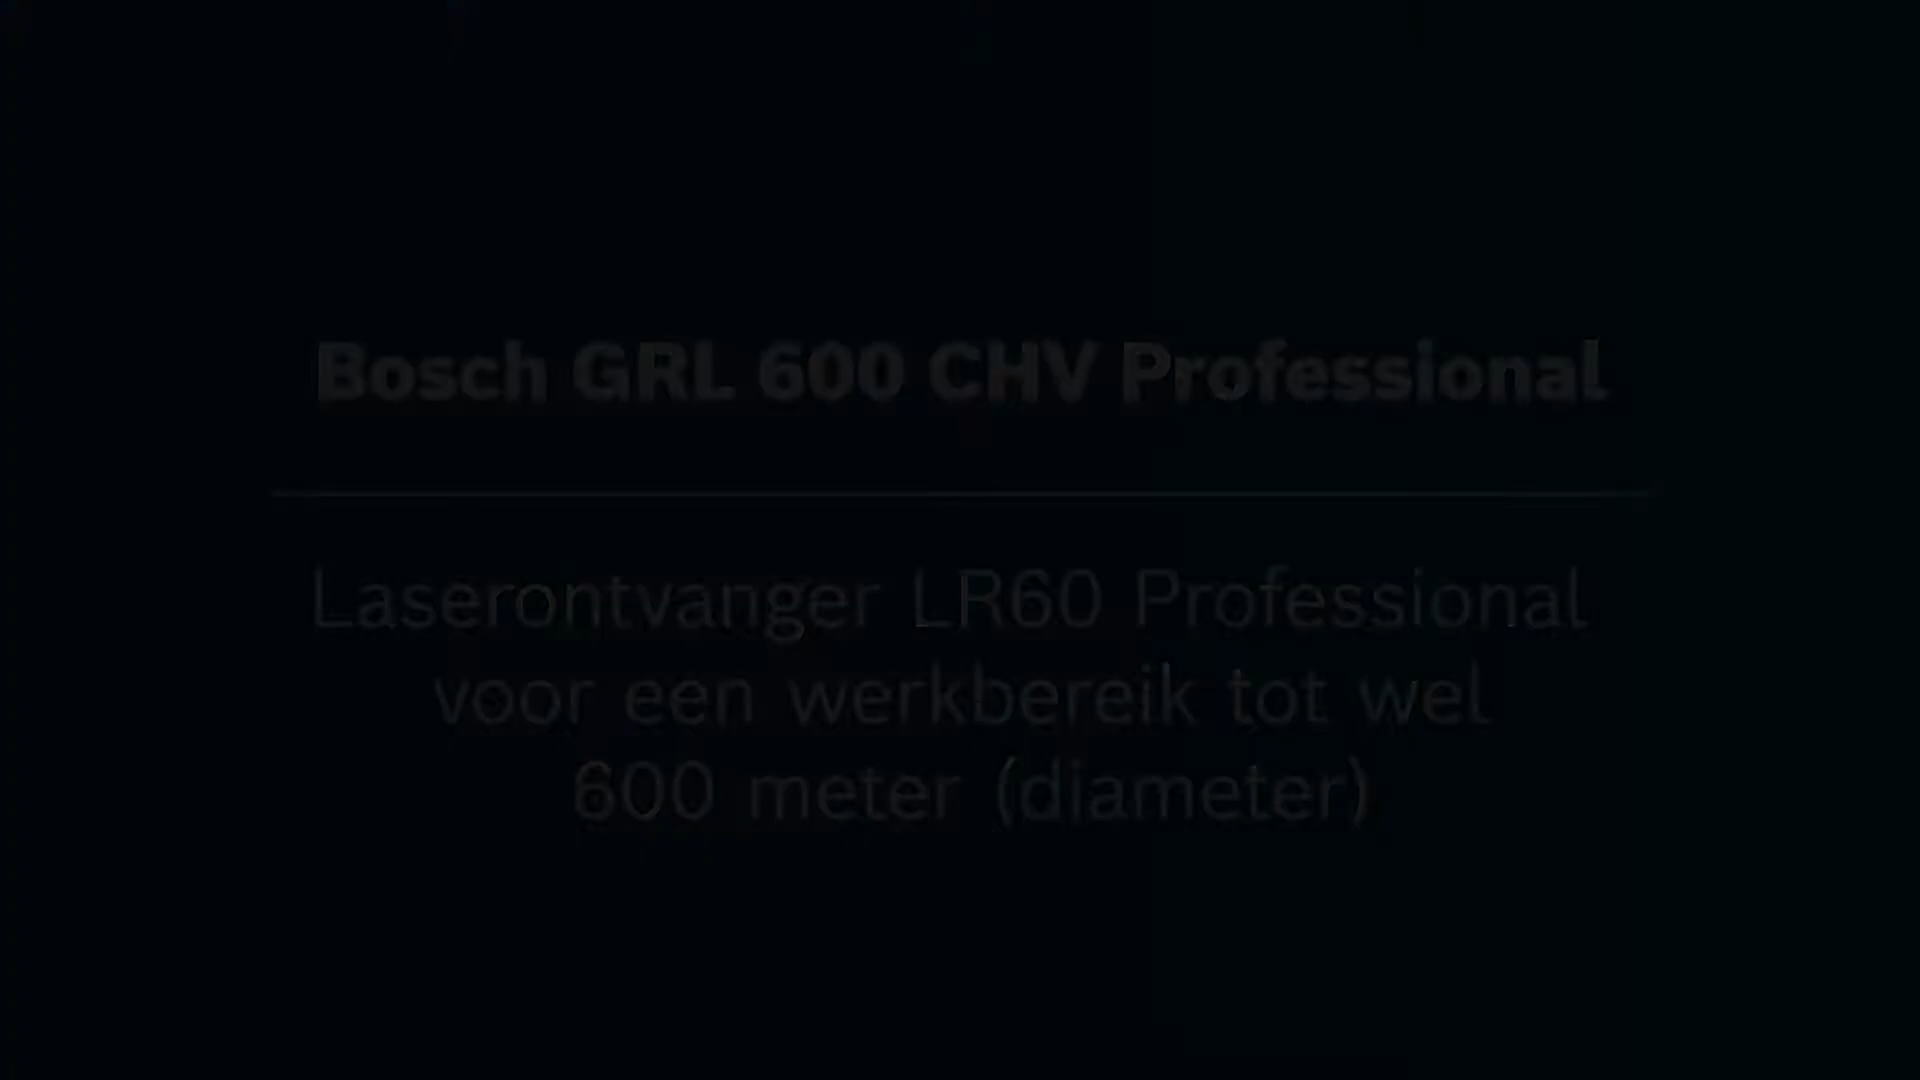 Bosch GRL 600 CHV Professional
Laserontvanger LR60 Professional
voor een werkbereik tot wel
600 meter (diameter)